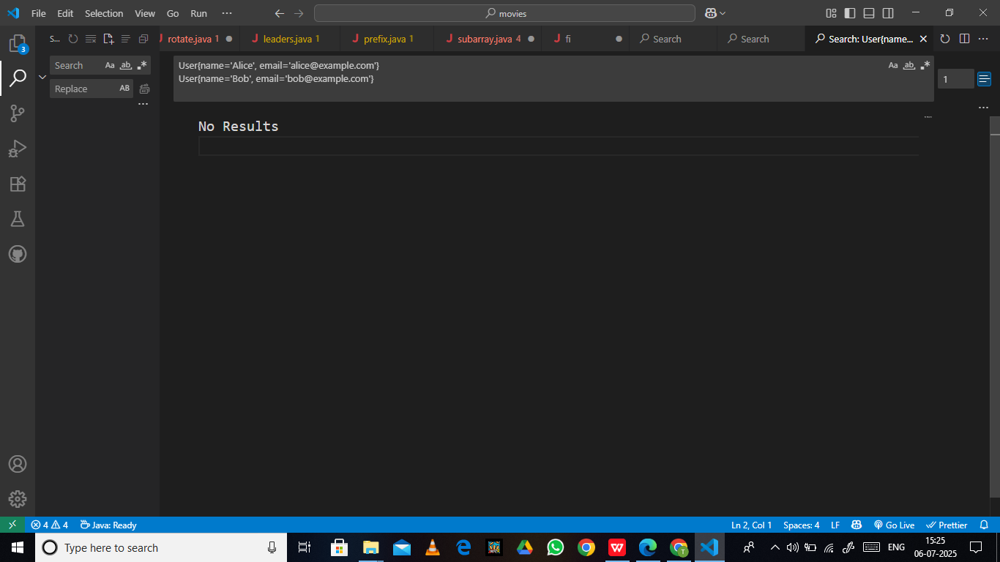 File Edit Selection View Go Run ··· movies
S... rotate.java 1 leaders.java 1 prefix.java 1 subarray.java 4 fi Search Search Search: User{name...
3
Search Aa ab
Replace AB
User{name='Alice', email='alice@example.com'}
User{name='Bob', email='bob@example.com'}
Aa ab
1
No Results
4 4 Java: Ready Ln 2, Col 1 Spaces: 4 LF Go Live Prettier
Type here to search
W
T
ENG
15:25
06-07-2025